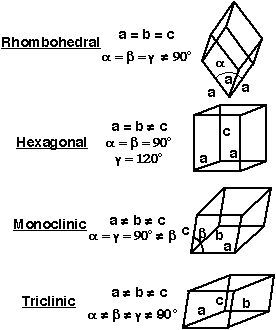 Rhombohedral
a = b = c
α = β = γ ≠ 90°
α
a
a
a
Hexagonal
a = b ≠ c
α = β = 90°
γ = 120°
c
a
a
Monoclinic
a ≠ b ≠ c
α = γ = 90° ≠ β
c
β
b
a
Triclinic
a ≠ b ≠ c
α ≠ β ≠ γ ≠ 90°
a
c
b